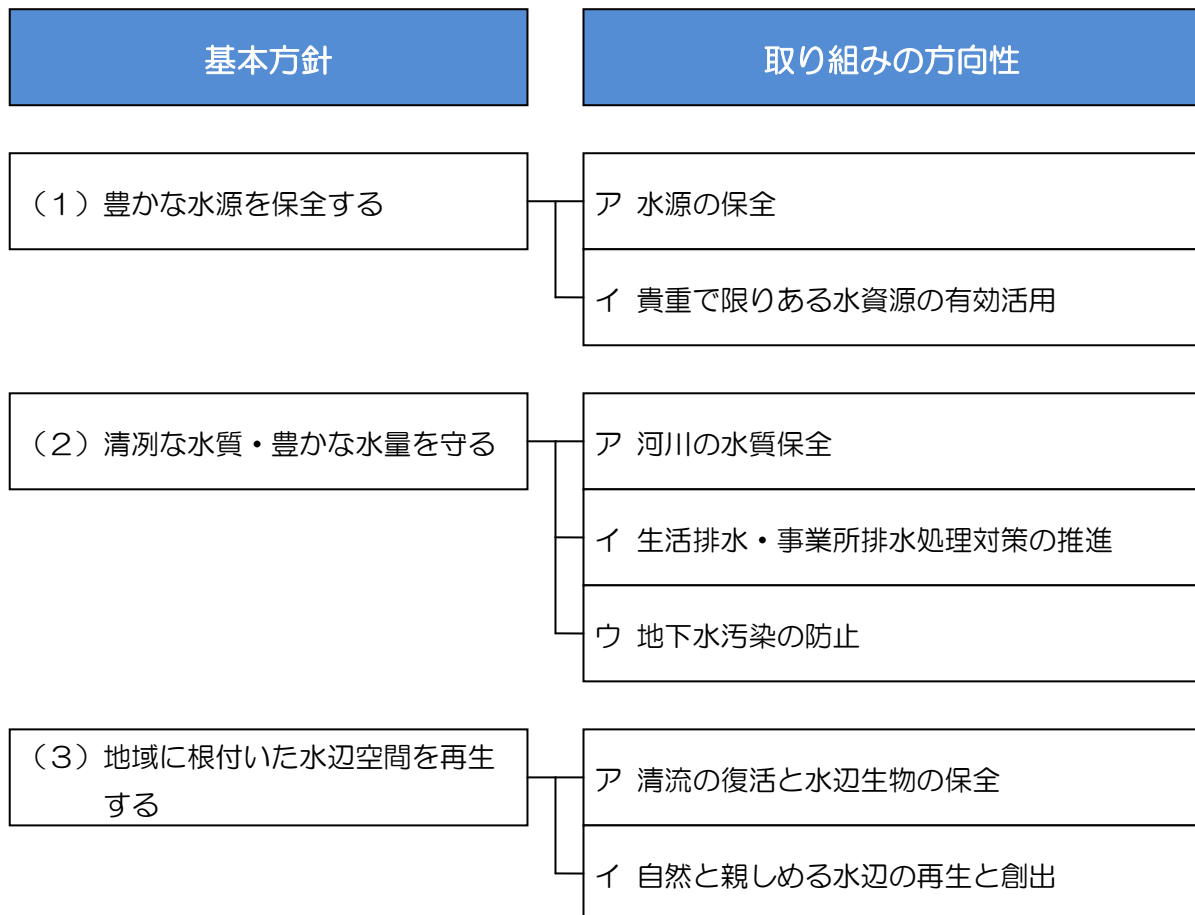 基本方針
取り組みの方向性
（１）豊かな水源を保全する
ア 水源の保全
イ 貴重で限りある水資源の有効活用
（２）清冽な水質・豊かな水量を守る
ア 河川の水質保全
イ 生活排水・事業所排水処理対策の推進
ウ 地下水汚染の防止
（３）地域に根付いた水辺空間を再生
する
ア 清流の復活と水辺生物の保全
イ 自然と親しめる水辺の再生と創出